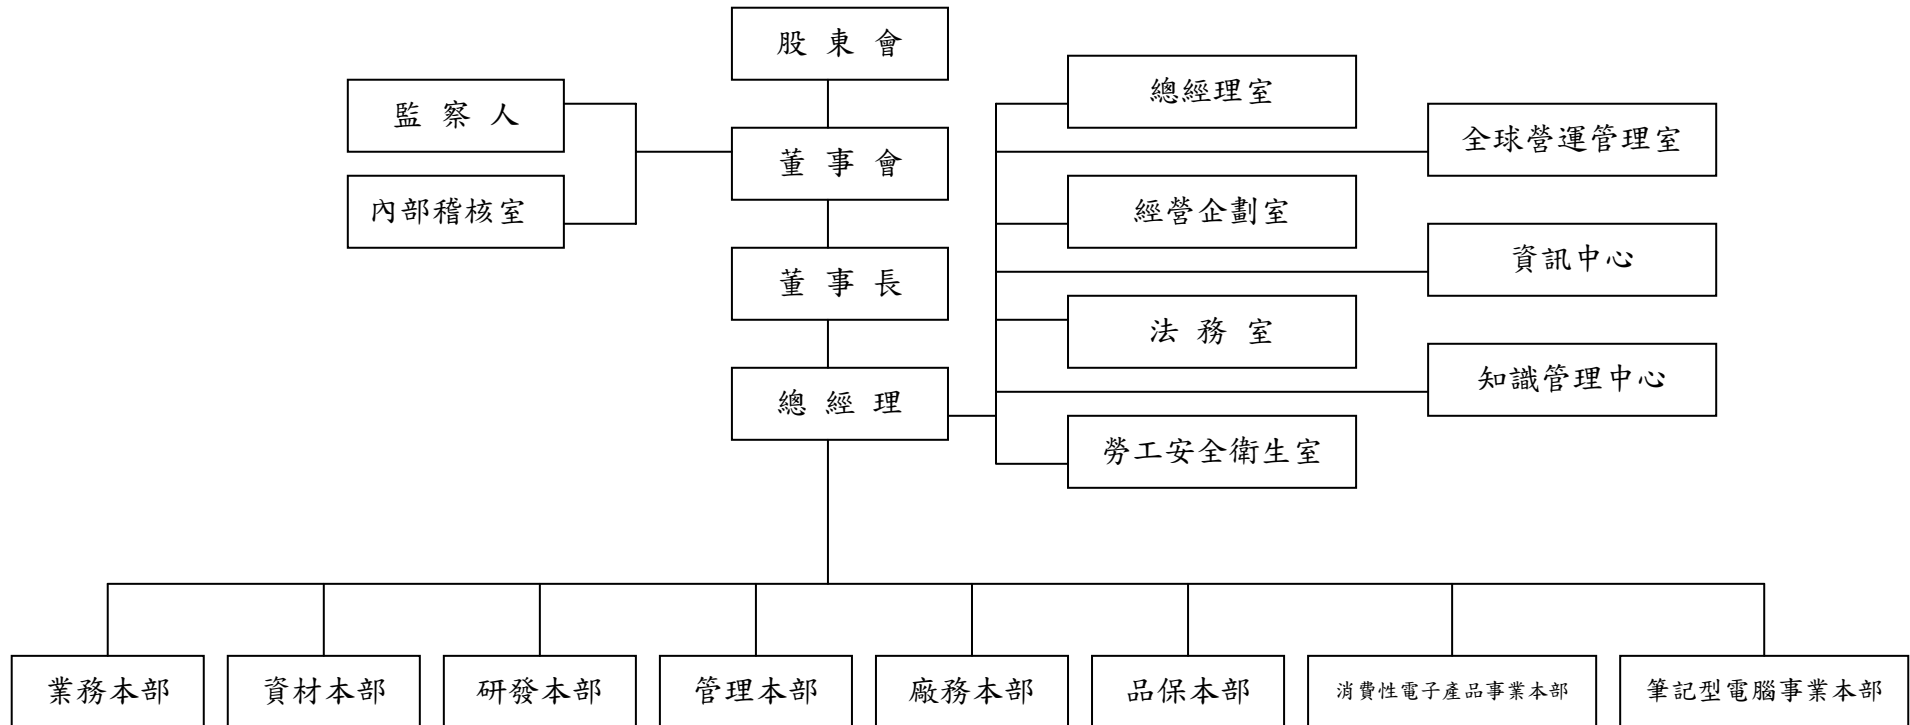 股東會
總經理室
監察人
全球營運管理室
董事會
內部稽核室
經營企劃室
資訊中心
董事長
法務室
知識管理中心
總經理
勞工安全衛生室
業務本部
資材本部
研發本部
管理本部
廠務本部
品保本部
消費性電子產品事業本部
筆記型電腦事業本部